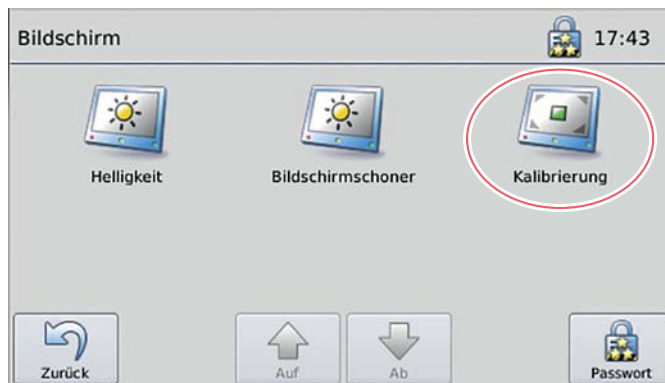 Bildschirm 17:43
Helligkeit Bildschirmschoner Kalibrierung
Zurück Auf Ab Passwort